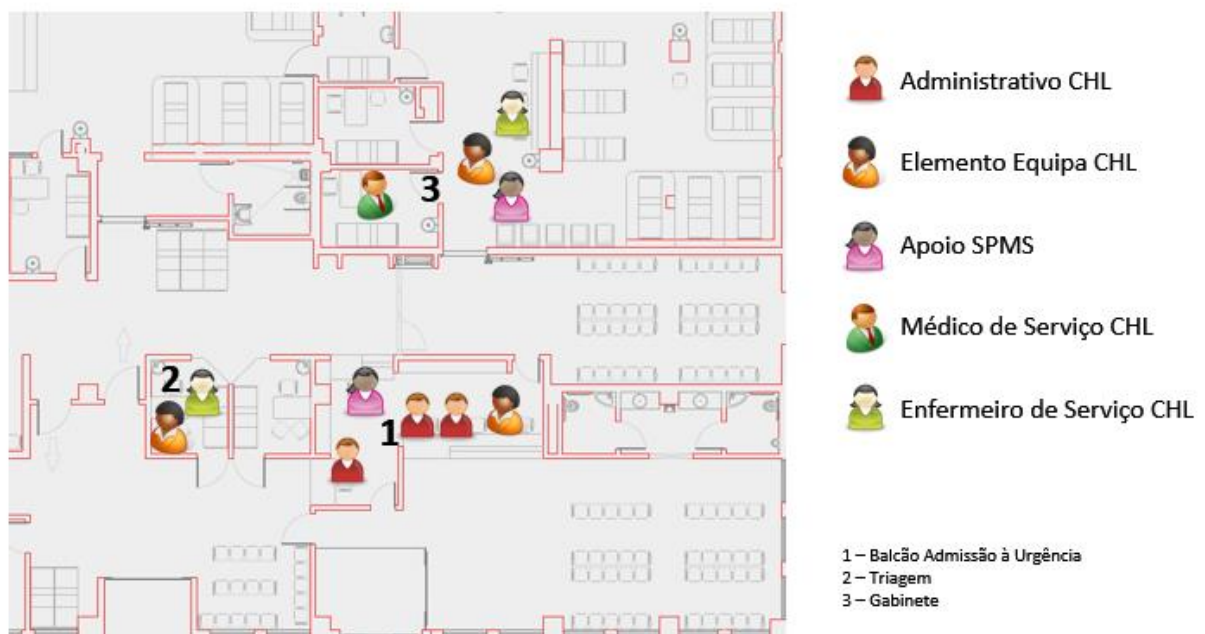 3
2
1
Administrativo CHL
Elemento Equipa CHL
Apoio SPMS
Médico de Serviço CHL
Enfermeiro de Serviço CHL
1 – Balcão Admissão à Urgência
2 – Triagem
3 – Gabinete